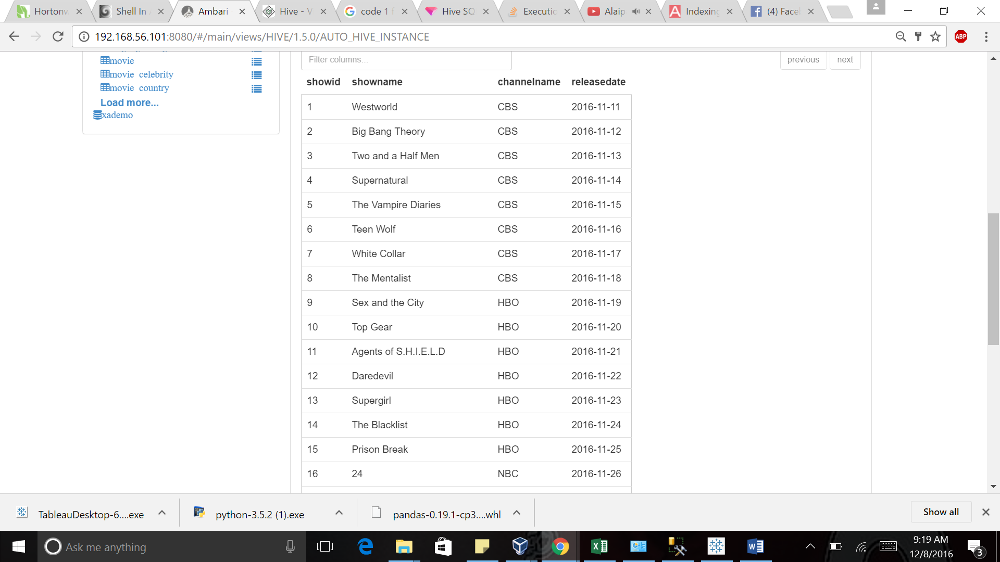 Hortonw Shell In Ambari Hive - V code 1 f Hive SQ Executio Alaip Indexing (4) Face
192.168.56.101:8080/#/main/views/HIVE/1.5.0/AUTO_HIVE_INSTANCE ABP
movie
movie celebrity
movie country
Load more...
xademo
Filter columns... previous next
showid showname channelname releasedate
1 Westworld CBS 2016-11-11
2 Big Bang Theory CBS 2016-11-12
3 Two and a Half Men CBS 2016-11-13
4 Supernatural CBS 2016-11-14
5 The Vampire Diaries CBS 2016-11-15
6 Teen Wolf CBS 2016-11-16
7 White Collar CBS 2016-11-17
8 The Mentalist CBS 2016-11-18
9 Sex and the City HBO 2016-11-19
10 Top Gear HBO 2016-11-20
11 Agents of S.H.I.E.L.D HBO 2016-11-21
12 Daredevil HBO 2016-11-22
13 Supergirl HBO 2016-11-23
14 The Blacklist HBO 2016-11-24
15 Prison Break HBO 2016-11-25
16 24 NBC 2016-11-26
TableauDesktop-6....exe python-3.5.2 (1).exe pandas-0.19.1-cp3....whl Show all
Ask me anything 9:19 AM
12/8/2016 3